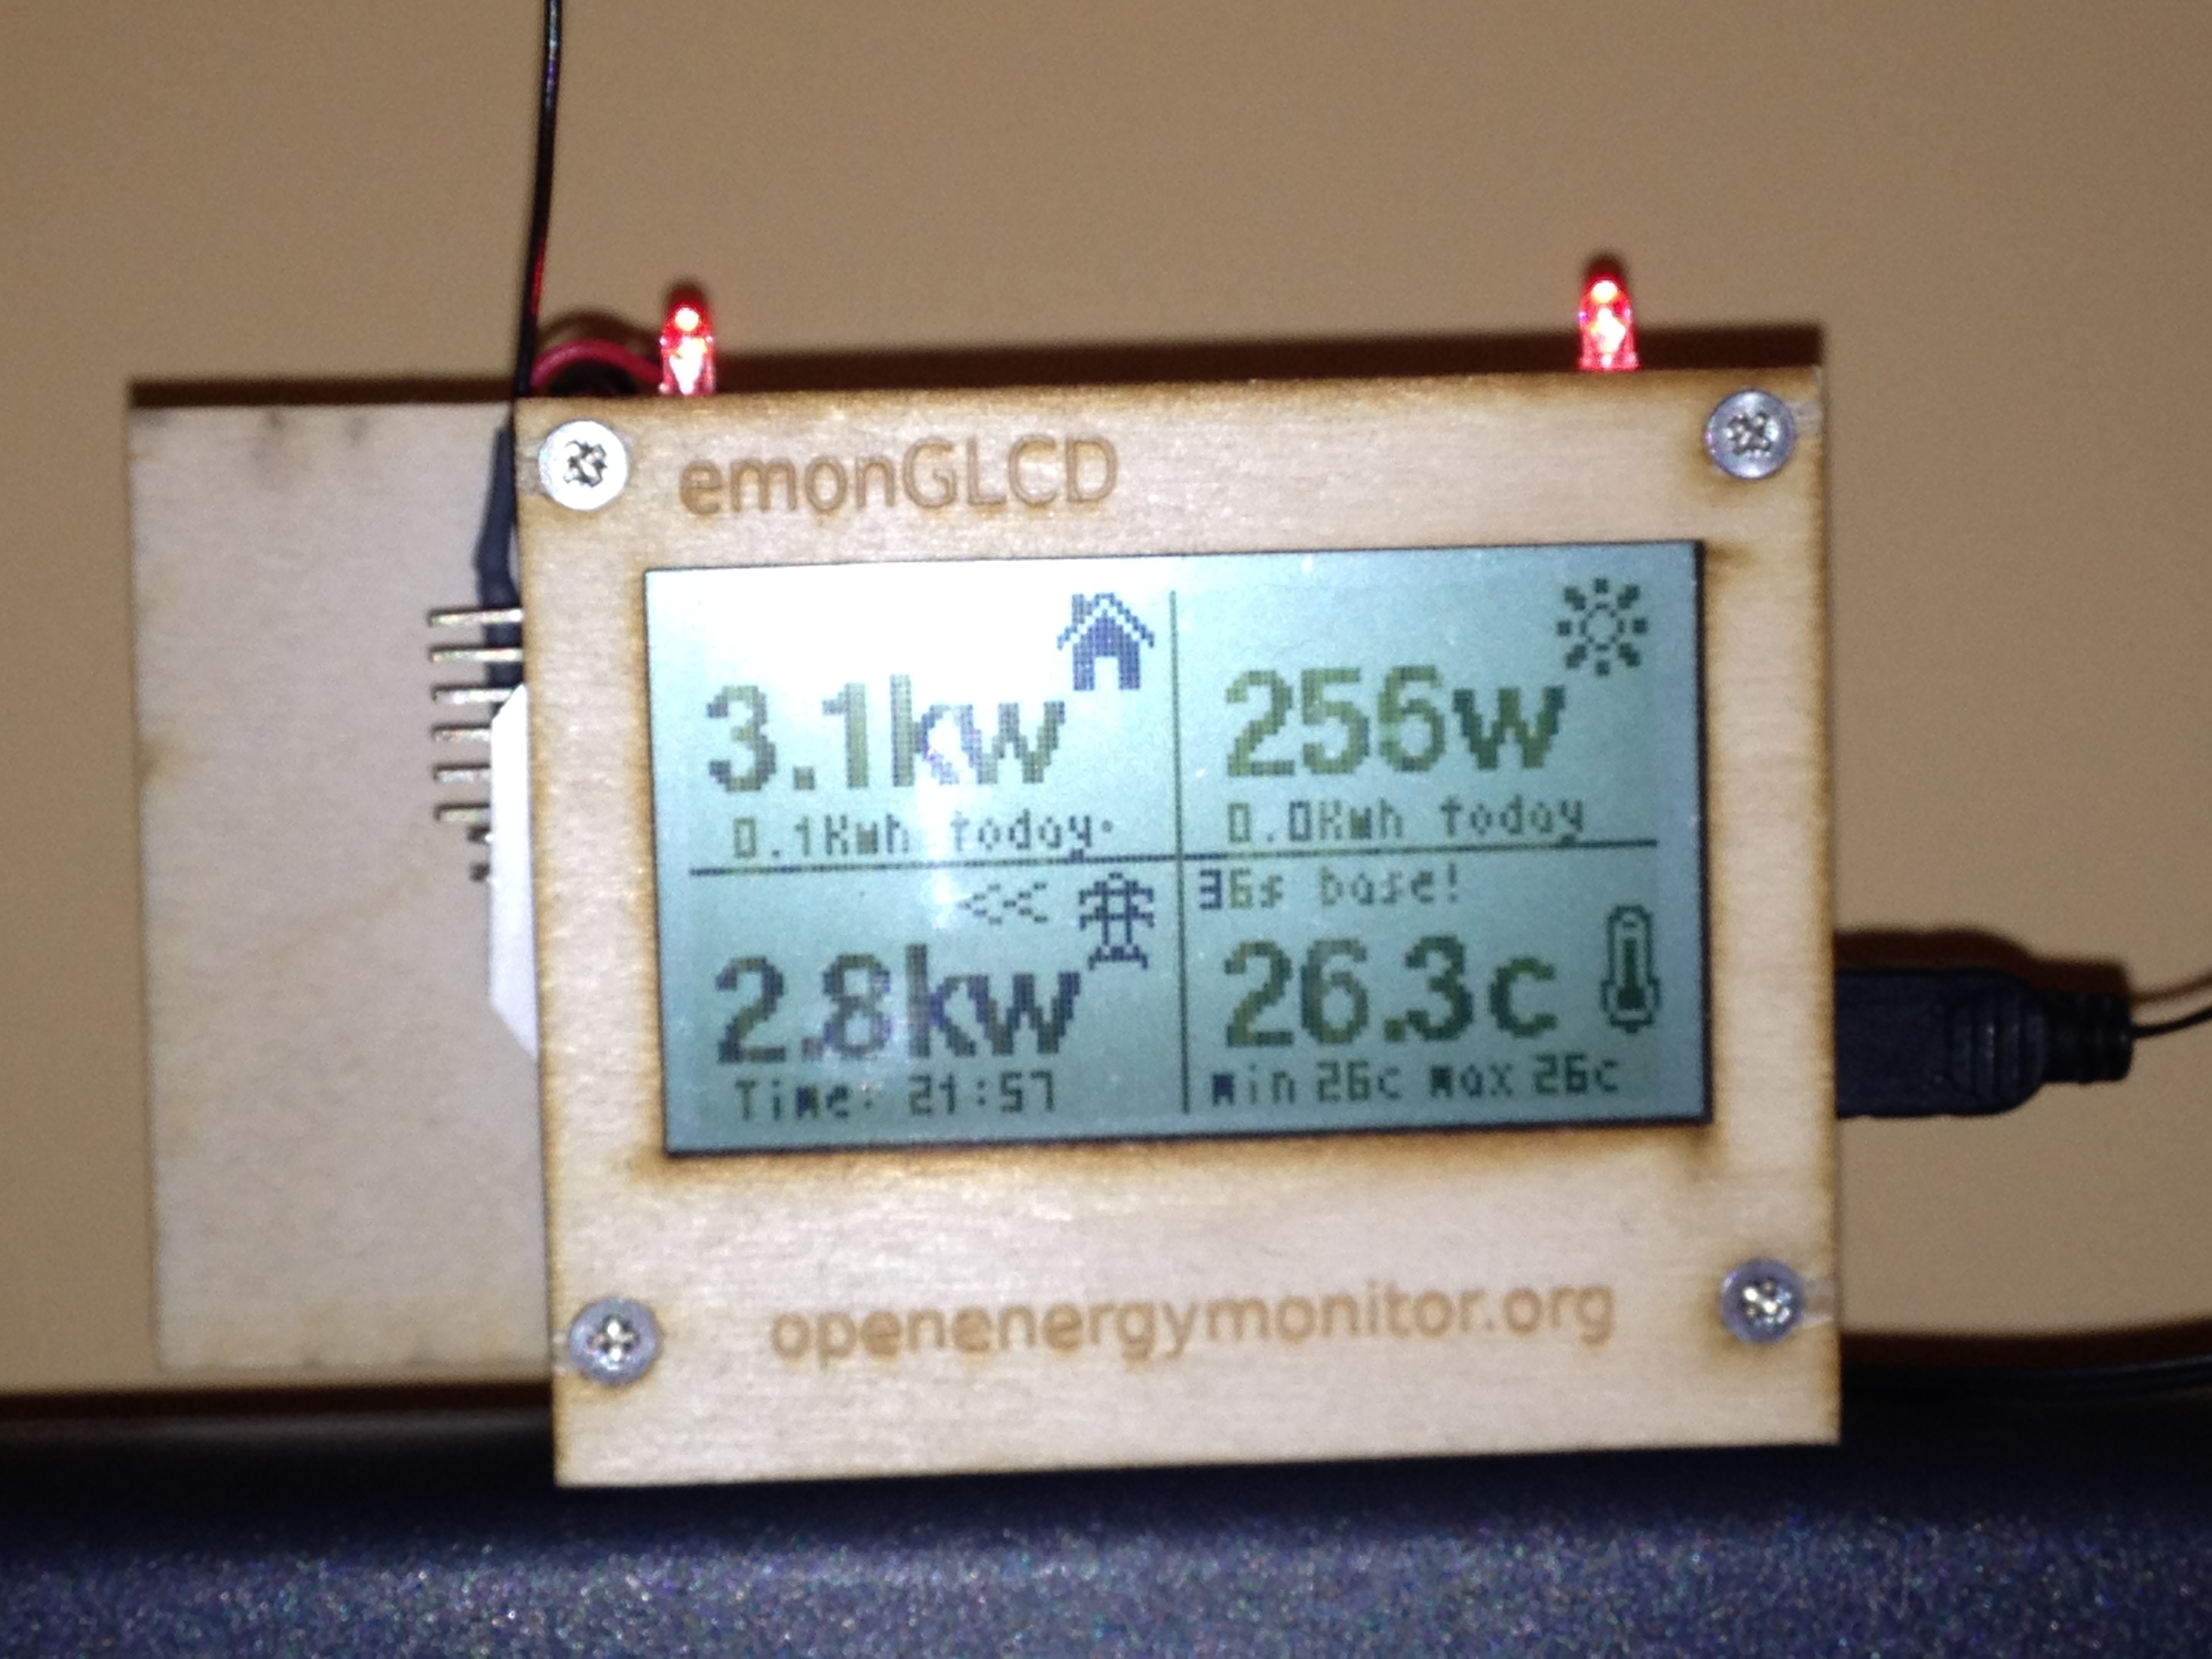 emonGLCD
3.1kw
0.1Kwh today
256w
0.0Kwh today
<<
2.8kw
Time: 21:57
36s base!
26.3c
Min 26c Max 26c
openenergymonitor.org